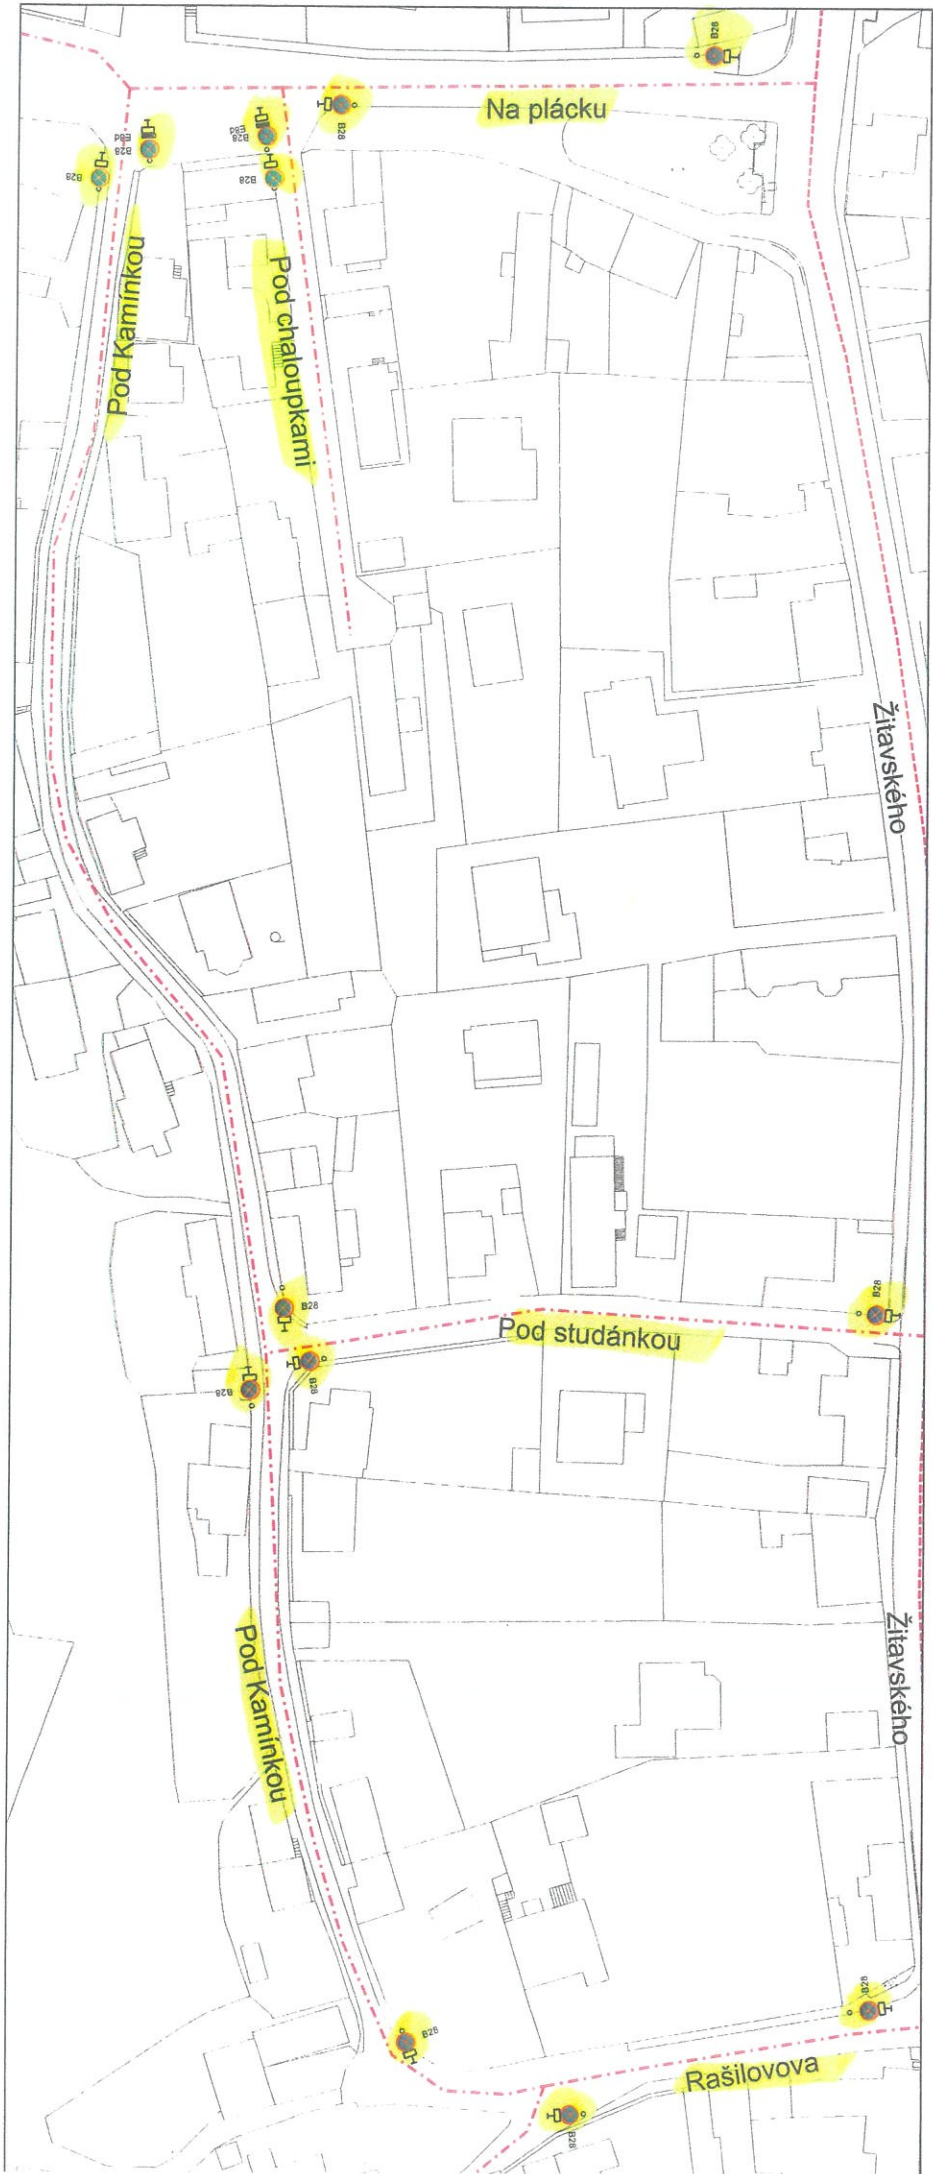 B28
Na plácku
B28
E8d
B28
E8d
B28
B28
B28
Pod Kamínkou
Pod chaloupkami
Žitavského
B28
B28
Pod studánkou
B28
B28
Pod Kamínkou
Žitavského
B28
B28
Rašilovova
B28